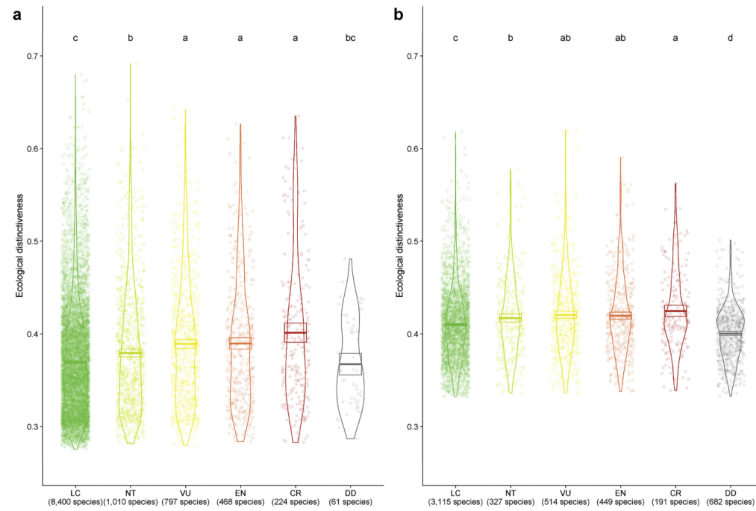 a
c b a a a bc
0.7
0.6
0.5
0.4
0.3
Ecological distinctiveness
LC NT VU EN CR DD
(8,400 species) (1,010 species) (797 species) (468 species) (224 species) (61 species)
b
c b ab ab a d
0.7
0.6
0.5
0.4
0.3
Ecological distinctiveness
LC NT VU EN CR DD
(3,115 species) (327 species) (514 species) (449 species) (191 species) (682 species)